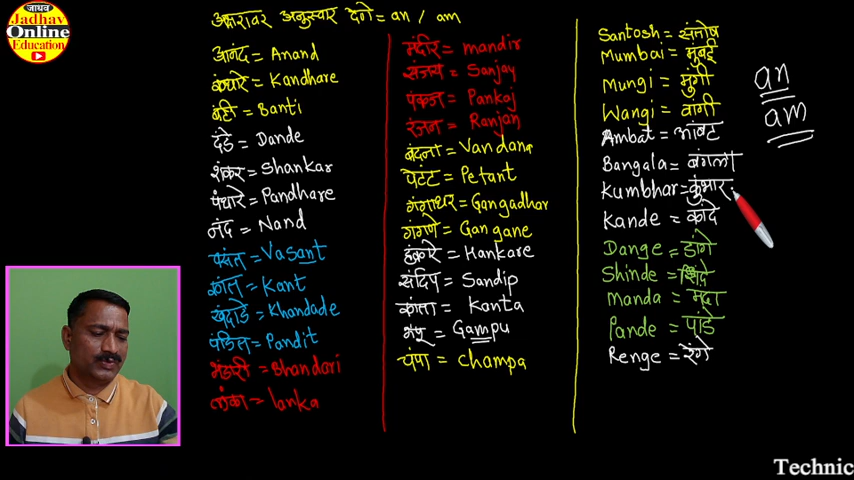 जाधव
Jadhav
Online
Education
अक्षरावर अनुस्वार देणे = an / am
आनंद = Anand
कंधारे = Kandhare
बंटी = Banti
दंडे = Dande
शंकर = Shankar
पंधारे = Pandhare
नंद = Nand
वसंत = Vasant
कांत = Kant
खंदाडे = Khandade
पंडित = Pandit
भंडारी = Bhandari
लंका = lanka
मंदीर = mandir
संजय = Sanjay
पंकज = Pankaj
रंजन = Ranjan
वंदना = Vandana
पेटंट = Petant
गंगाधर = Gangadhar
गंगणे = Gangane
हंकारे = Hankare
संदिप = Sandip
कांता = Kanta
गंपू = Gampu
चंपा = Champa
Santosh = संतोष
Mumbai = मुंबई
Mungi = मुंगी
Wangi = वांगी
Ambat = आंबट
Bangala = बंगला
Kumbhar = कुंभार
Kande = कांदे
Dange = डांगे
Shinde = शिंदे
Manda = मंदा
Pande = पांडे
Renge = रेंगे
an
am
Technic